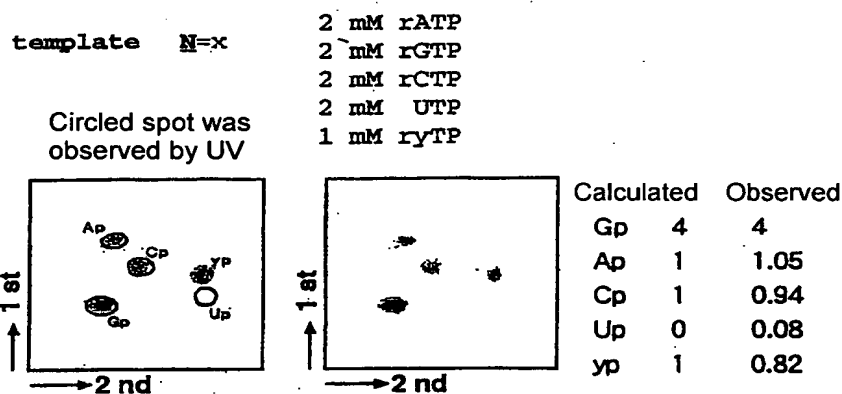 template N=x
2 mM rATP
2 mM rGTP
2 mM rCTP
2 mM UTP
1 mM ryTP
Circled spot was
observed by UV
Ap
Cp
yp
Gp
Up
1 st
2 nd
1 st
2 nd
Calculated Observed
Gp 4 4
Ap 1 1.05
Cp 1 0.94
Up 0 0.08
yp 1 0.82